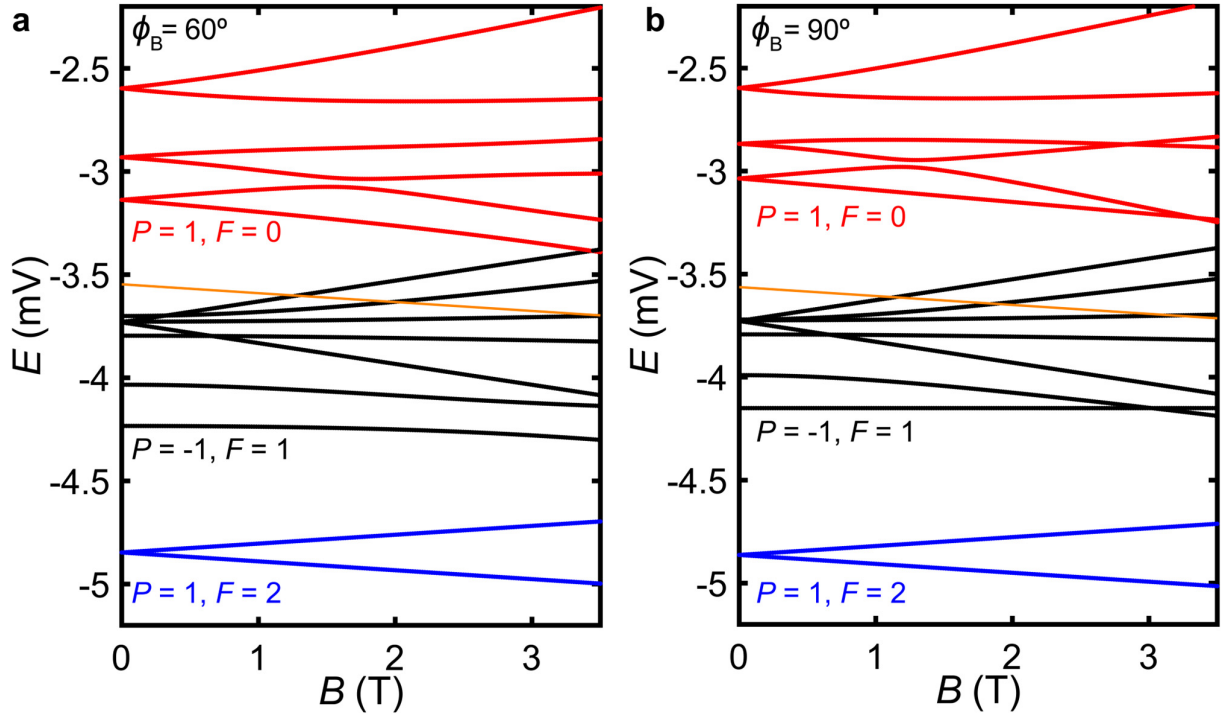 a
ϕB = 60º
-2.5
-3
-3.5
-4
-4.5
-5
E (mV)
P = 1, F = 0
P = -1, F = 1
P = 1, F = 2
0
1
2
3
B (T)
b
ϕB = 90º
-2.5
-3
-3.5
-4
-4.5
-5
E (mV)
P = 1, F = 0
P = -1, F = 1
P = 1, F = 2
0
1
2
3
B (T)